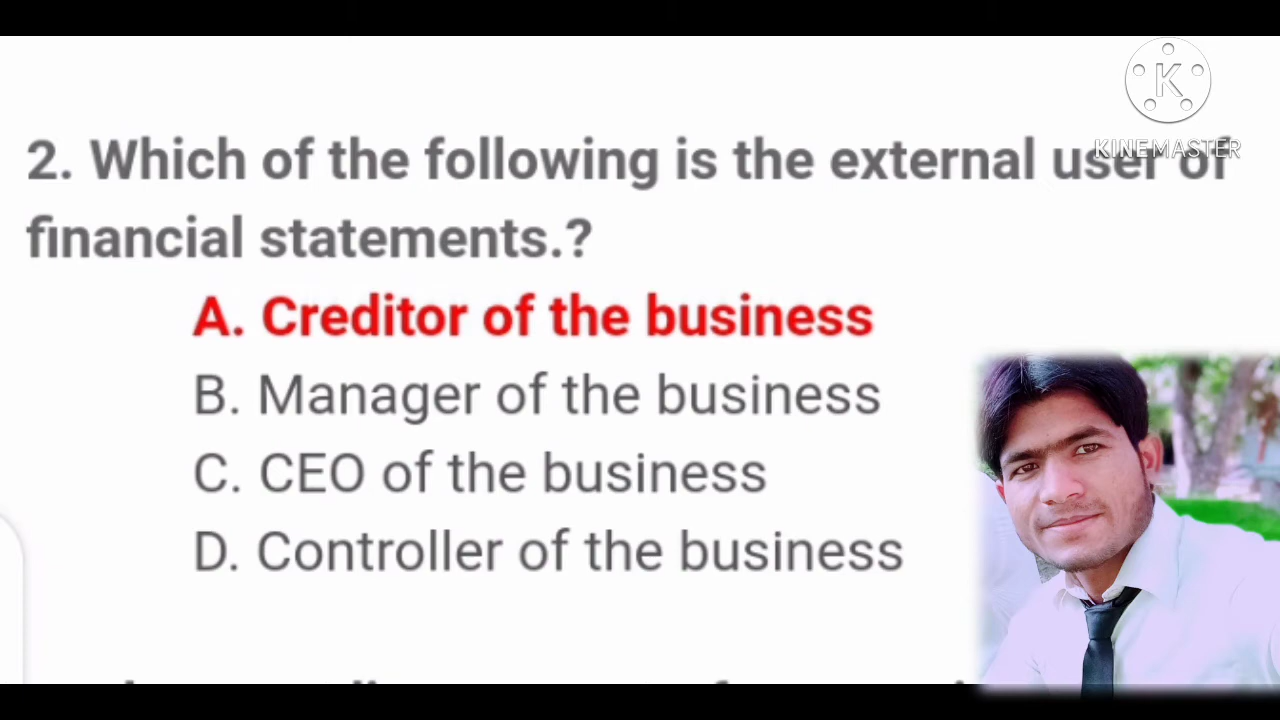 K
KINEMASTER
2. Which of the following is the external user of
financial statements.?
A. Creditor of the business
B. Manager of the business
C. CEO of the business
D. Controller of the business